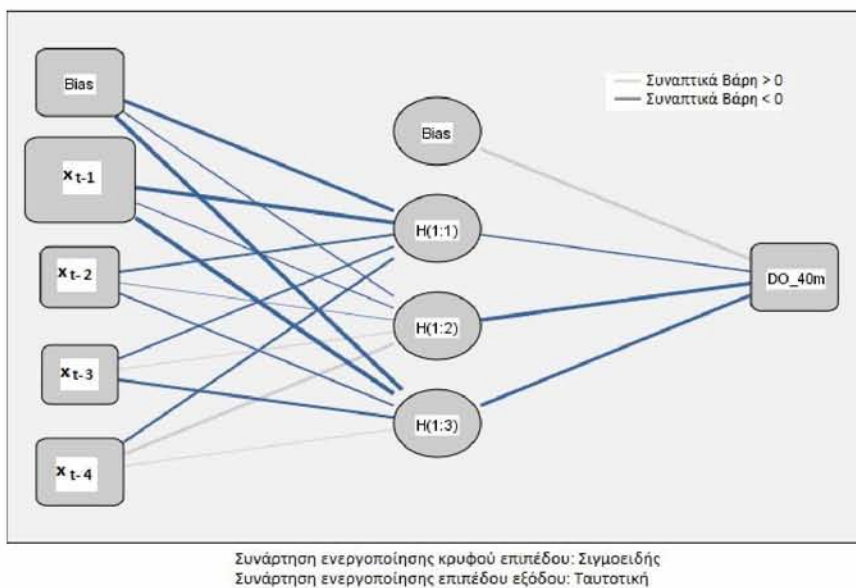 Bias
x t-1
x t-2
x t-3
x t-4
Bias
H(1:1)
H(1:2)
H(1:3)
DO_40m
Συναπτικά Βάρη > 0
Συναπτικά Βάρη < 0
Συνάρτηση ενεργοποίησης κρυφού επιπέδου: Σιγμοειδής
Συνάρτηση ενεργοποίησης επιπέδου εξόδου: Ταυτοτική